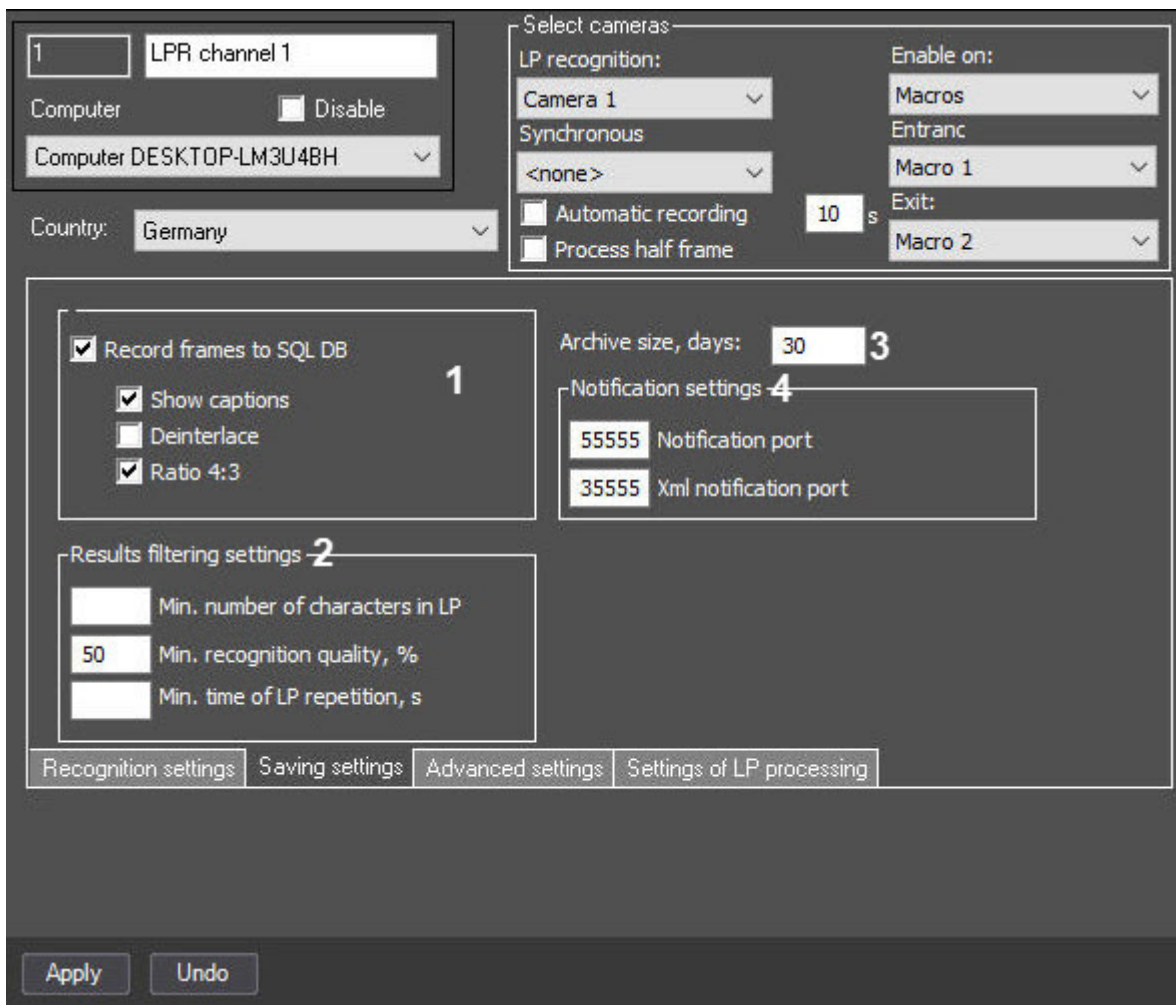 1
LPR channel 1
Computer
Disable
Computer DESKTOP-LM3U4BH
Country:
Germany
Select cameras
LP recognition:
Camera 1
Synchronous
<none>
Automatic recording
10 s
Process half frame
Enable on:
Macros
Entranc
Macro 1
Exit:
Macro 2
Record frames to SQL DB
1
Show captions
Deinterlace
Ratio 4:3
Archive size, days:
30
3
Notification settings 4
55555 Notification port
35555 Xml notification port
Results filtering settings 2
Min. number of characters in LP
50 Min. recognition quality, %
Min. time of LP repetition, s
Recognition settings
Saving settings
Advanced settings
Settings of LP processing
Apply
Undo